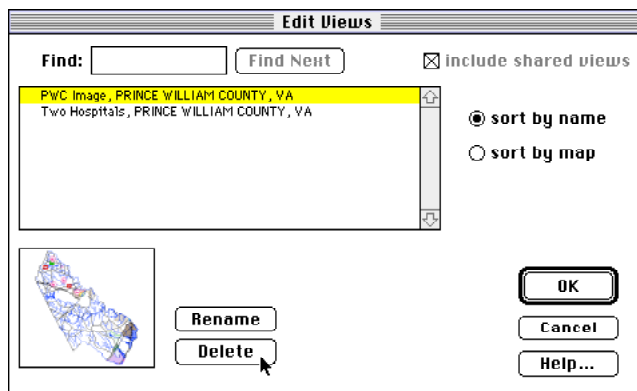 Edit Views
Find:
Find Next
include shared views
PWC Image, PRINCE WILLIAM COUNTY, VA
Two Hospitals, PRINCE WILLIAM COUNTY, VA
sort by name
sort by map
Rename
Delete
OK
Cancel
Help...